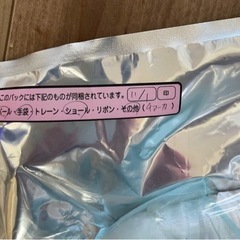 このパックには下記のものが同梱されています。 11/1 印
ール・手袋・トレーン・ショール・リボン・その他(